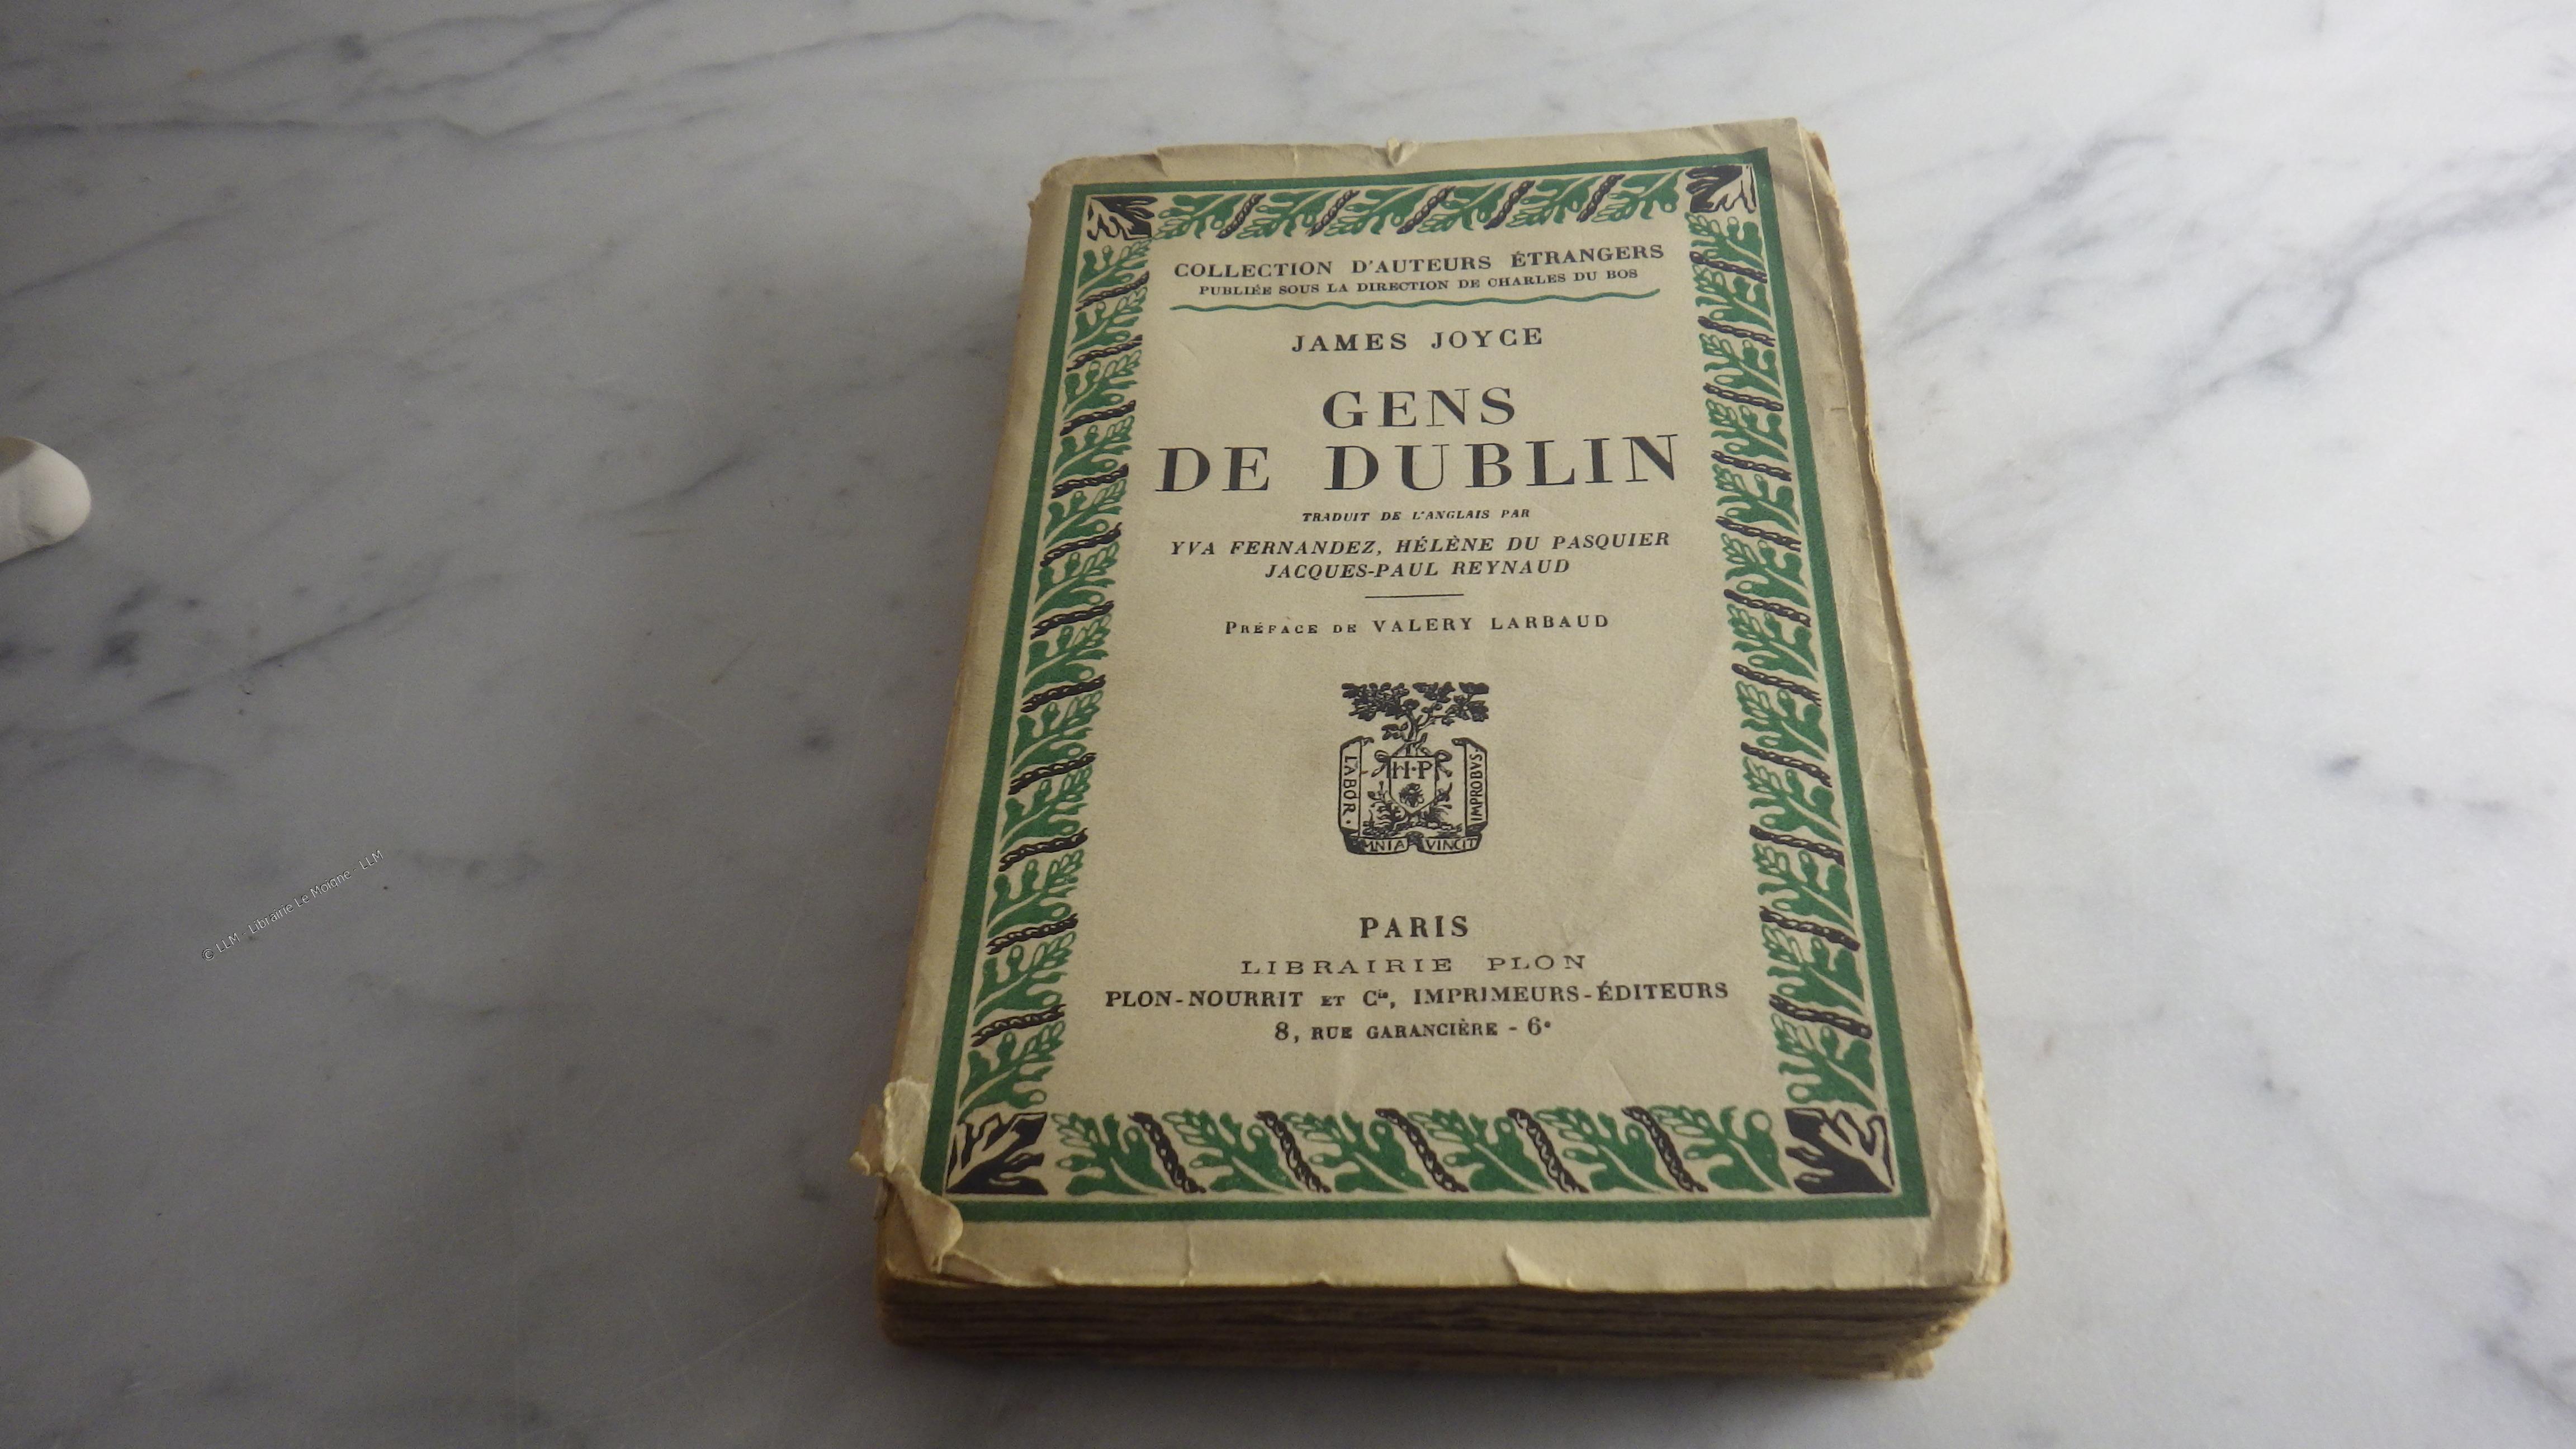 COLLECTION D'AUTEURS ÉTRANGERS
PUBLIÉE SOUS LA DIRECTION DE CHARLES DU BOS
JAMES JOYCE
GENS
DE DUBLIN
TRADUIT DE L'ANGLAIS PAR
YVA FERNANDEZ, HÉLÈNE DU PASQUIER
JACQUES-PAUL REYNAUD
PRÉFACE DE VALERY LARBAUD
H·P
LABOR·
IMPROBVS
OMNIA VINCIT
PARIS
LIBRAIRIE PLON
PLON-NOURRIT ET Cie, IMPRIMEURS-ÉDITEURS
8, RUE GARANCIÈRE - 6e
© LLM - Librairie Le Moigne - LLM